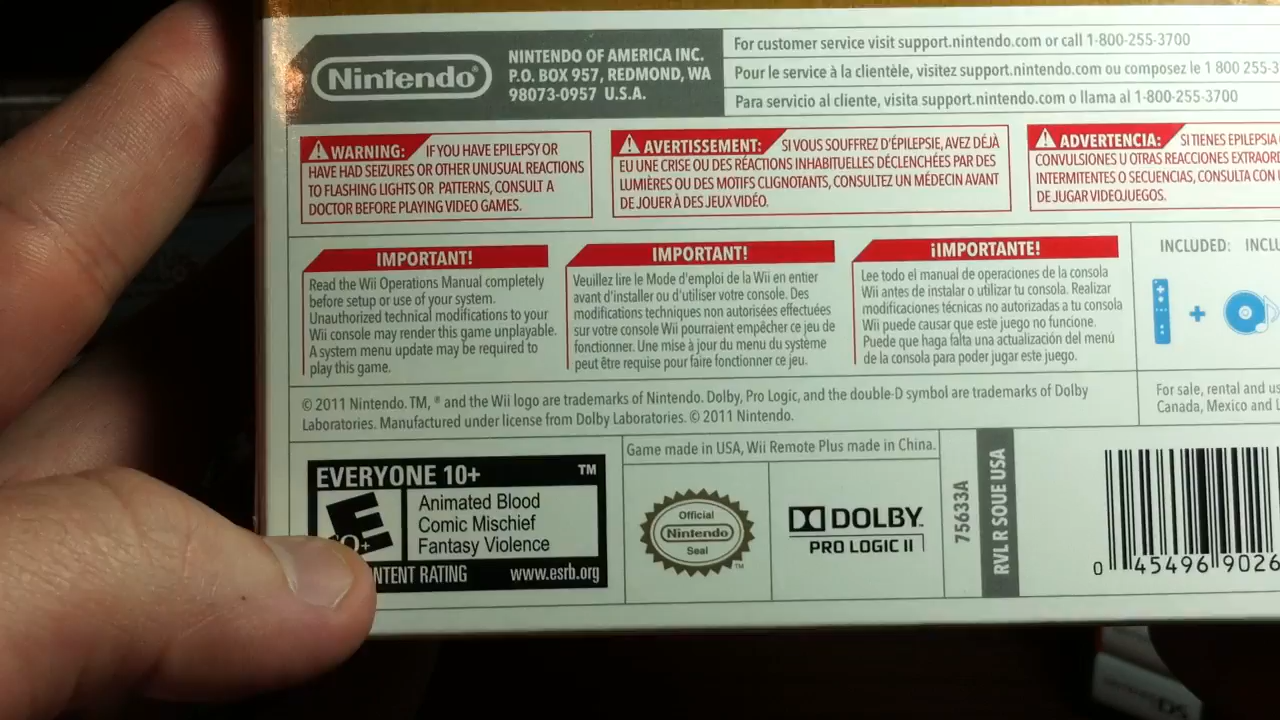 Nintendo®
NINTENDO OF AMERICA INC.
P.O. BOX 957, REDMOND, WA
98073-0957 U.S.A.
For customer service visit support.nintendo.com or call 1-800-255-3700
Pour le service à la clientèle, visitez support.nintendo.com ou composez le 1 800 255-3
Para servicio al cliente, visita support.nintendo.com o llama al 1-800-255-3700
WARNING: IF YOU HAVE EPILEPSY OR
HAVE HAD SEIZURES OR OTHER UNUSUAL REACTIONS
TO FLASHING LIGHTS OR PATTERNS, CONSULT A
DOCTOR BEFORE PLAYING VIDEO GAMES.
AVERTISSEMENT: SI VOUS SOUFFREZ D'ÉPILEPSIE, AVEZ DÉJÀ
EU UNE CRISE OU DES RÉACTIONS INHABITUELLES DÉCLENCHÉES PAR DES
LUMIÈRES OU DES MOTIFS CLIGNOTANTS, CONSULTEZ UN MÉDECIN AVANT
DE JOUER À DES JEUX VIDÉO.
ADVERTENCIA: SI TIENES EPILEPSIA
CONVULSIONES U OTRAS REACCIONES EXTRAOR
INTERMITENTES O SECUENCIAS, CONSULTA CON
DE JUGAR VIDEOJUEGOS.
IMPORTANT!
Read the Wii Operations Manual completely
before setup or use of your system.
Unauthorized technical modifications to your
Wii console may render this game unplayable.
A system menu update may be required to
play this game.
IMPORTANT!
Veuillez lire le Mode d'emploi de la Wii en entier
avant d'installer ou d'utiliser votre console. Des
modifications techniques non autorisées effectuées
sur votre console Wii pourraient empêcher ce jeu de
fonctionner. Une mise à jour du menu du système
peut être requise pour faire fonctionner ce jeu.
¡IMPORTANTE!
Lee todo el manual de operaciones de la consola
Wii antes de instalar o utilizar tu consola. Realizar
modificaciones técnicas no autorizadas a tu consola
Wii puede causar que este juego no funcione.
Puede que haga falta una actualización del menú
de la consola para poder jugar este juego.
INCLUDED: INCL
+
© 2011 Nintendo. TM, ® and the Wii logo are trademarks of Nintendo. Dolby, Pro Logic, and the double-D symbol are trademarks of Dolby
Laboratories. Manufactured under license from Dolby Laboratories. © 2011 Nintendo.
For sale, rental and us
Canada, Mexico and L
EVERYONE 10+ TM
E
Animated Blood
Comic Mischief
Fantasy Violence
NTENT RATING www.esrb.org
Game made in USA, Wii Remote Plus made in China.
Official
Nintendo
Seal
TM
DOLBY
PRO LOGIC II
75633A
RVL R SOUE USA
0 45496 9026